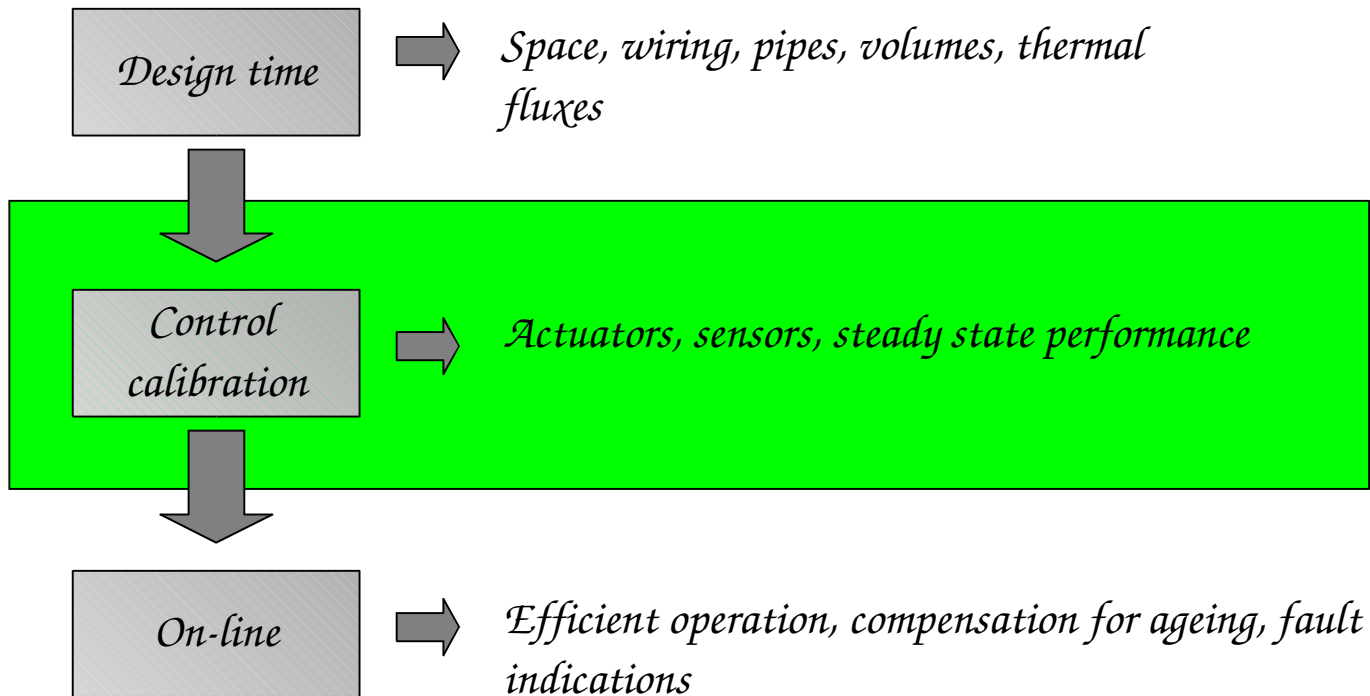 Design time
Space, wiring, pipes, volumes, thermal
fluxes
Control
calibration
Actuators, sensors, steady state performance
On-line
Efficient operation, compensation for ageing, fault
indications